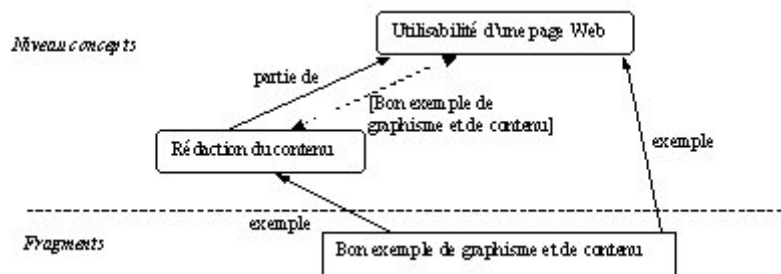 Utilisabilité d'une page Web
Niveau concepts
partie de
[Bon exemple de
graphisme et de contenu]
Rédaction du contenu
exemple
exemple
Fragments
Bon exemple de graphisme et de contenu